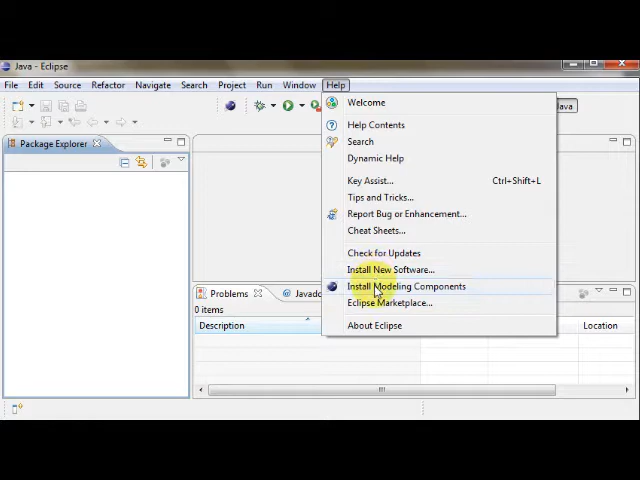 Java - Eclipse
File Edit Source Refactor Navigate Search Project Run Window Help
Java
Package Explorer
Welcome
Help Contents
Search
Dynamic Help
Key Assist... Ctrl+Shift+L
Tips and Tricks...
Report Bug or Enhancement...
Cheat Sheets...
Check for Updates
Install New Software...
Install Modeling Components
Eclipse Marketplace...
About Eclipse
Problems Javadoc
0 items
Description Location